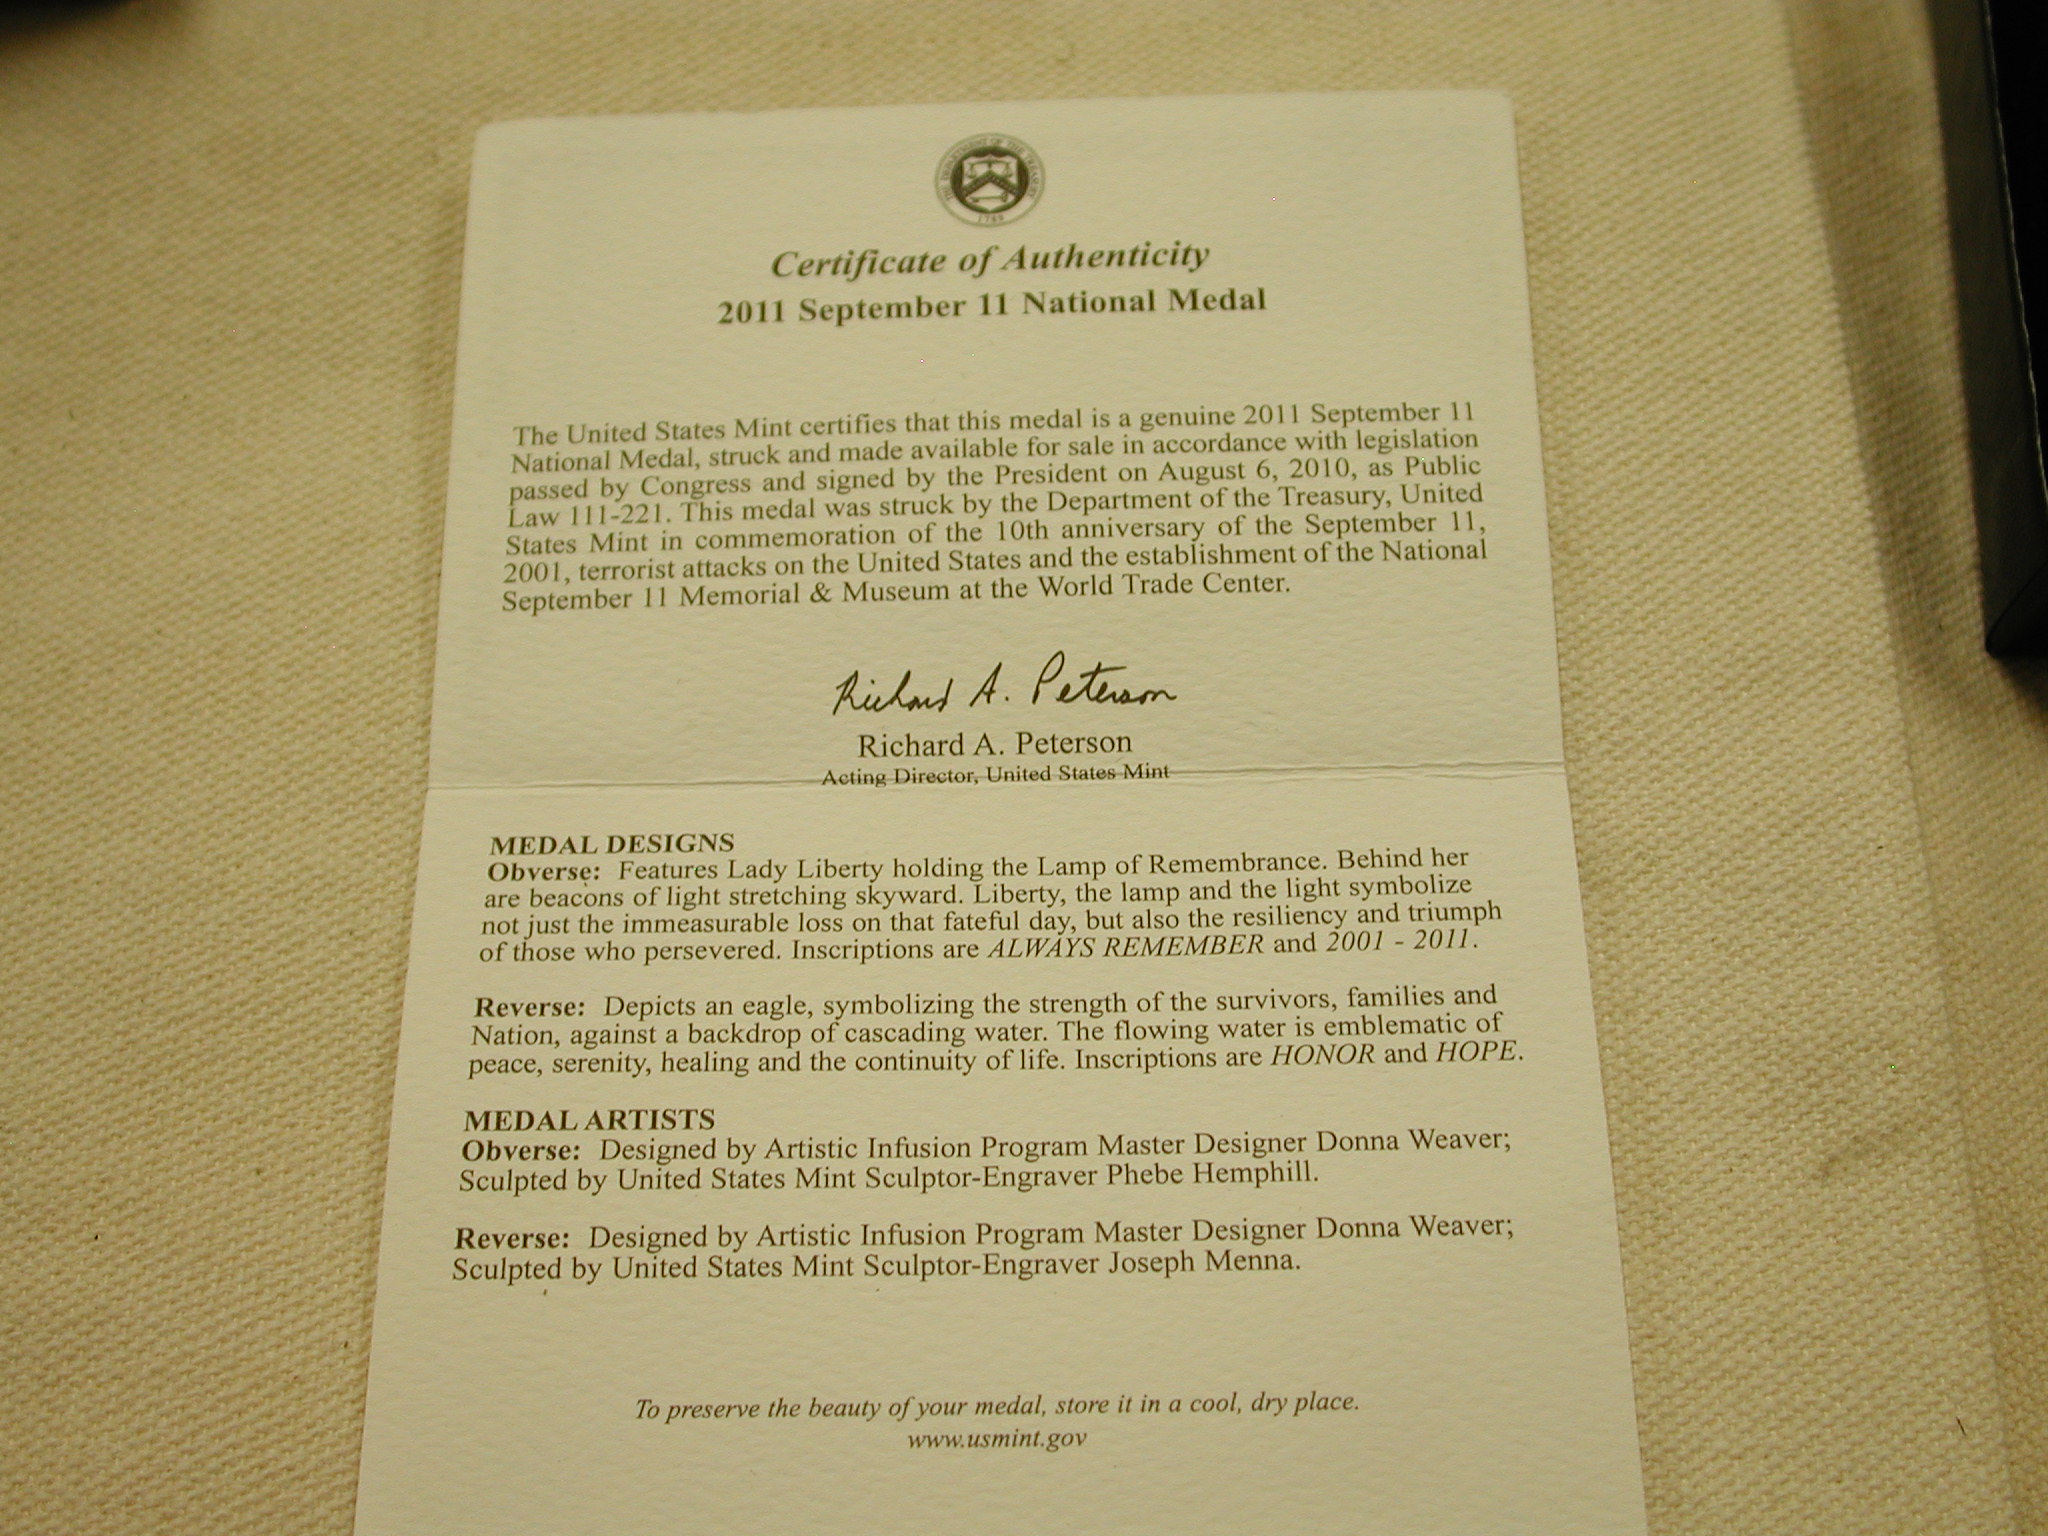 THE DEPARTMENT OF THE TREASURY
1789
Certificate of Authenticity
2011 September 11 National Medal
The United States Mint certifies that this medal is a genuine 2011 September 11
National Medal, struck and made available for sale in accordance with legislation
passed by Congress and signed by the President on August 6, 2010, as Public
Law 111-221. This medal was struck by the Department of the Treasury, United
States Mint in commemoration of the 10th anniversary of the September 11,
2001, terrorist attacks on the United States and the establishment of the National
September 11 Memorial & Museum at the World Trade Center.
Richard A. Peterson
Richard A. Peterson
Acting Director, United States Mint
MEDAL DESIGNS
Obverse: Features Lady Liberty holding the Lamp of Remembrance. Behind her
are beacons of light stretching skyward. Liberty, the lamp and the light symbolize
not just the immeasurable loss on that fateful day, but also the resiliency and triumph
of those who persevered. Inscriptions are ALWAYS REMEMBER and 2001 - 2011.
Reverse: Depicts an eagle, symbolizing the strength of the survivors, families and
Nation, against a backdrop of cascading water. The flowing water is emblematic of
peace, serenity, healing and the continuity of life. Inscriptions are HONOR and HOPE.
MEDAL ARTISTS
Obverse: Designed by Artistic Infusion Program Master Designer Donna Weaver;
Sculpted by United States Mint Sculptor-Engraver Phebe Hemphill.
Reverse: Designed by Artistic Infusion Program Master Designer Donna Weaver;
Sculpted by United States Mint Sculptor-Engraver Joseph Menna.
To preserve the beauty of your medal, store it in a cool, dry place.
www.usmint.gov